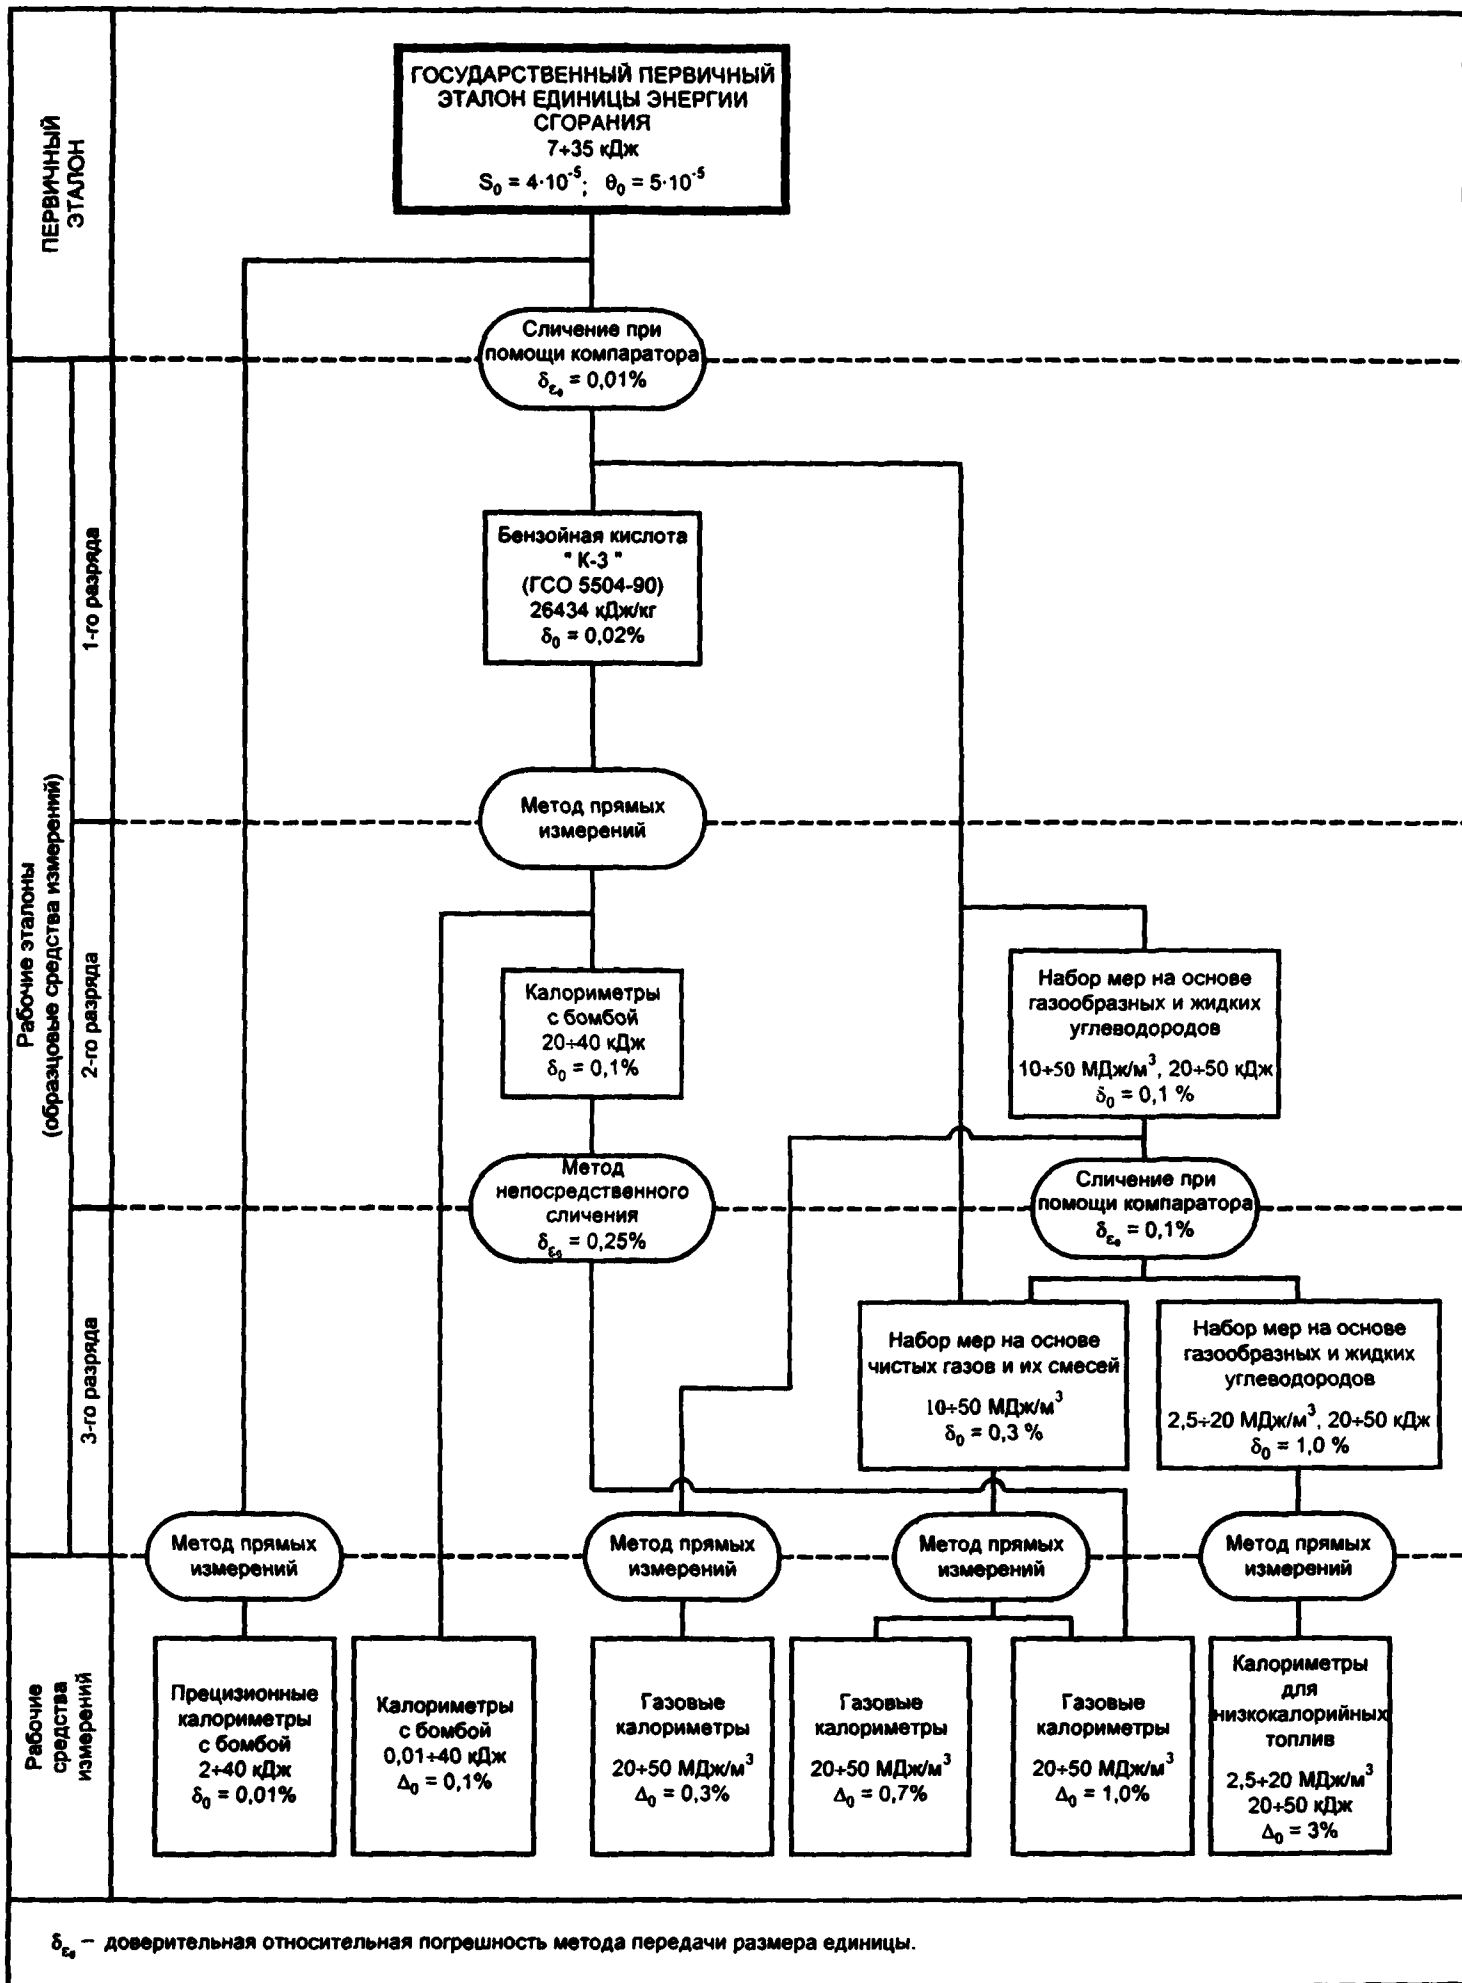 ПЕРВИЧНЫЙ
ЭТАЛОН
ГОСУДАРСТВЕННЫЙ ПЕРВИЧНЫЙ
ЭТАЛОН ЕДИНИЦЫ ЭНЕРГИИ
СГОРАНИЯ
7÷35 кДж
S₀ = 4·10⁻⁵; θ₀ = 5·10⁻⁵
Сличение при
помощи компаратора
δ_ε₀ = 0,01%
Рабочие эталоны
(образцовые средства измерений)
1-го разряда
Бензойная кислота
" К-3 "
(ГСО 5504-90)
26434 кДж/кг
δ₀ = 0,02%
Метод прямых
измерений
2-го разряда
Калориметры
с бомбой
20÷40 кДж
δ₀ = 0,1%
Набор мер на основе
газообразных и жидких
углеводородов
10÷50 МДж/м³, 20÷50 кДж
δ₀ = 0,1 %
Метод
непосредственного
сличения
δ_ε₀ = 0,25%
Сличение при
помощи компаратора
δ_ε₀ = 0,1%
3-го разряда
Набор мер на основе
чистых газов и их смесей
10÷50 МДж/м³
δ₀ = 0,3 %
Набор мер на основе
газообразных и жидких
углеводородов
2,5÷20 МДж/м³, 20÷50 кДж
δ₀ = 1,0 %
Метод прямых
измерений
Метод прямых
измерений
Метод прямых
измерений
Метод прямых
измерений
Рабочие
средства
измерений
Прецизионные
калориметры
с бомбой
2÷40 кДж
δ₀ = 0,01%
Калориметры
с бомбой
0,01÷40 кДж
Δ₀ = 0,1%
Газовые
калориметры
20÷50 МДж/м³
Δ₀ = 0,3%
Газовые
калориметры
20÷50 МДж/м³
Δ₀ = 0,7%
Газовые
калориметры
20÷50 МДж/м³
Δ₀ = 1,0%
Калориметры
для
низкокалорийных
топлив
2,5÷20 МДж/м³
20÷50 кДж
Δ₀ = 3%
δ_ε₀ – доверительная относительная погрешность метода передачи размера единицы.